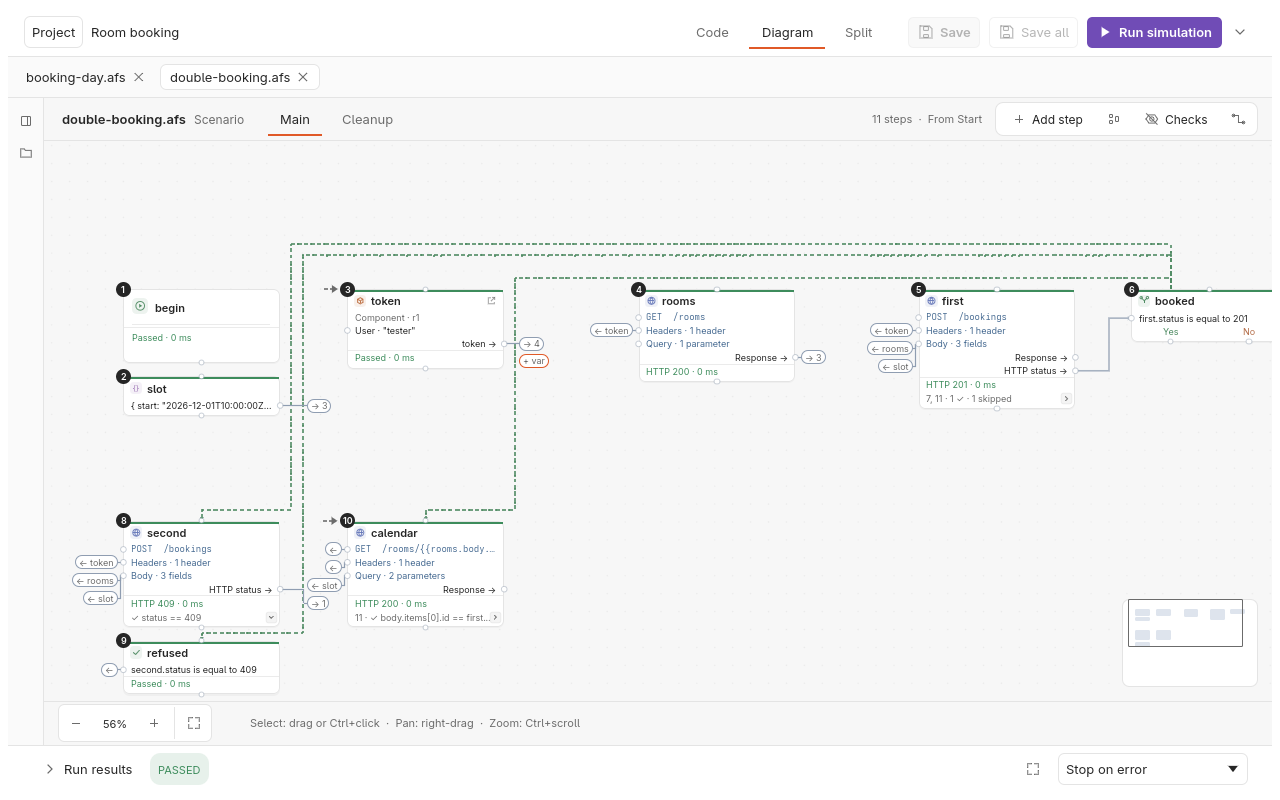 Project
Room booking
Code
Diagram
Split
Save
Save all
Run simulation
booking-day.afs
double-booking.afs
double-booking.afs
Scenario
Main
Cleanup
11 steps · From Start
Add step
Checks
1
begin
Passed · 0 ms
2
slot
{ start: "2026-12-01T10:00:00Z...
→ 3
3
token
Component · r1
User · "tester"
token →
→ 4
+ var
Passed · 0 ms
4
rooms
GET /rooms
← token
Headers · 1 header
Query · 1 parameter
Response →
→ 3
HTTP 200 · 0 ms
5
first
POST /bookings
← token
Headers · 1 header
← rooms
Body · 3 fields
← slot
Response →
HTTP status →
HTTP 201 · 0 ms
7, 11 · 1 ✓ · 1 skipped
6
booked
first.status is equal to 201
Yes
No
8
second
POST /bookings
← token
Headers · 1 header
← rooms
Body · 3 fields
← slot
HTTP status →
→ 1
HTTP 409 · 0 ms
✓ status == 409
9
refused
←
second.status is equal to 409
Passed · 0 ms
10
calendar
←
GET /rooms/{{rooms.body...
←
Headers · 1 header
← slot
Query · 2 parameters
Response →
HTTP 200 · 0 ms
11 · ✓ body.items[0].id == first...
56%
Select: drag or Ctrl+click · Pan: right-drag · Zoom: Ctrl+scroll
Run results
PASSED
Stop on error